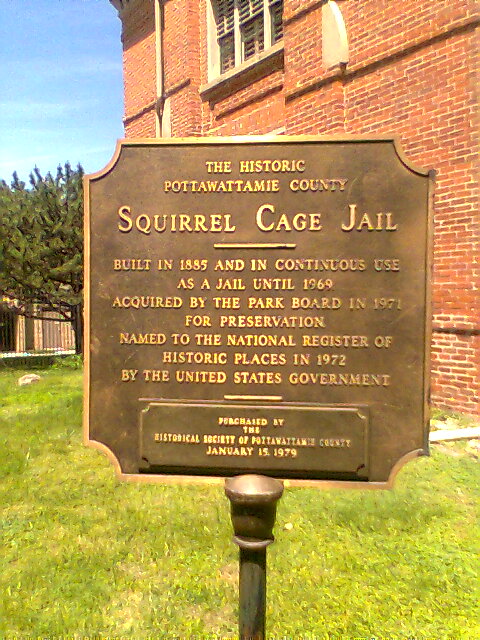 THE HISTORIC
POTTAWATTAMIE COUNTY
SQUIRREL CAGE JAIL
BUILT IN 1885 AND IN CONTINUOUS USE
AS A JAIL UNTIL 1969
ACQUIRED BY THE PARK BOARD IN 1971
FOR PRESERVATION
NAMED TO THE NATIONAL REGISTER OF
HISTORIC PLACES IN 1972
BY THE UNITED STATES GOVERNMENT
PURCHASED BY
THE
HISTORICAL SOCIETY OF POTTAWATTAMIE COUNTY
JANUARY 15, 1979